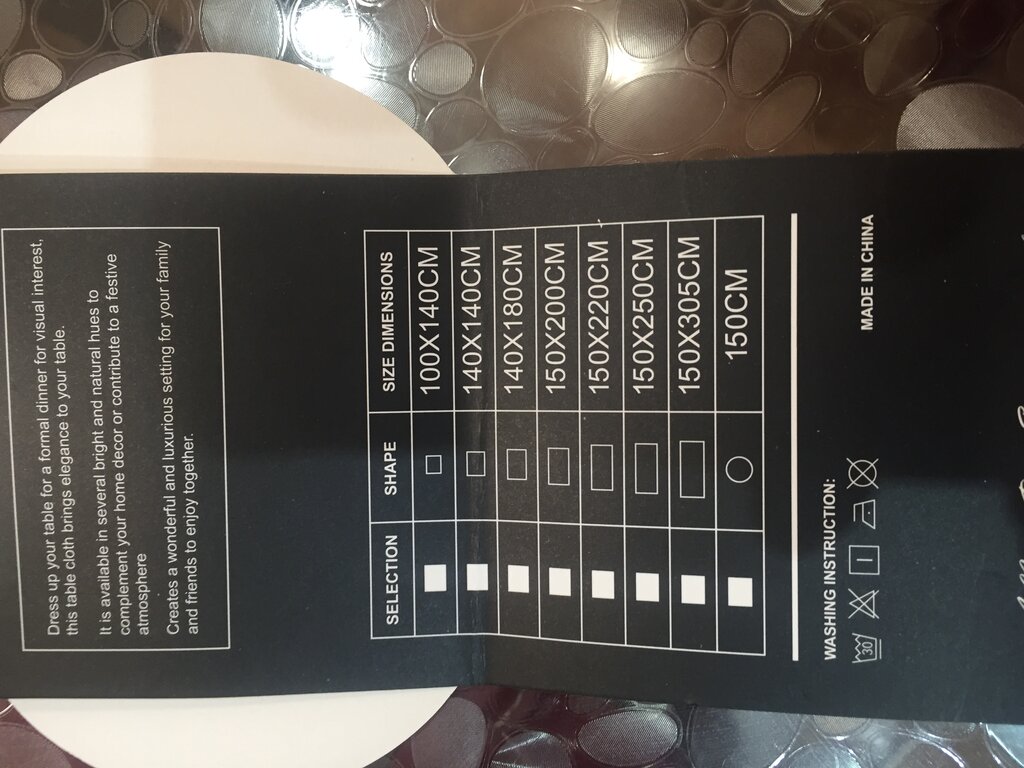 Dress up your table for a formal dinner for visual interest,
this table cloth brings elegance to your table.
It is available in several bright and natural hues to
complement your home decor or contribute to a festive
atmosphere
Creates a wonderful and luxurious setting for your family
and friends to enjoy together.
SELECTION SHAPE SIZE DIMENSIONS
100X140CM
140X140CM
140X180CM
150X200CM
150X220CM
150X250CM
150X305CM
150CM
WASHING INSTRUCTION:
30
MADE IN CHINA